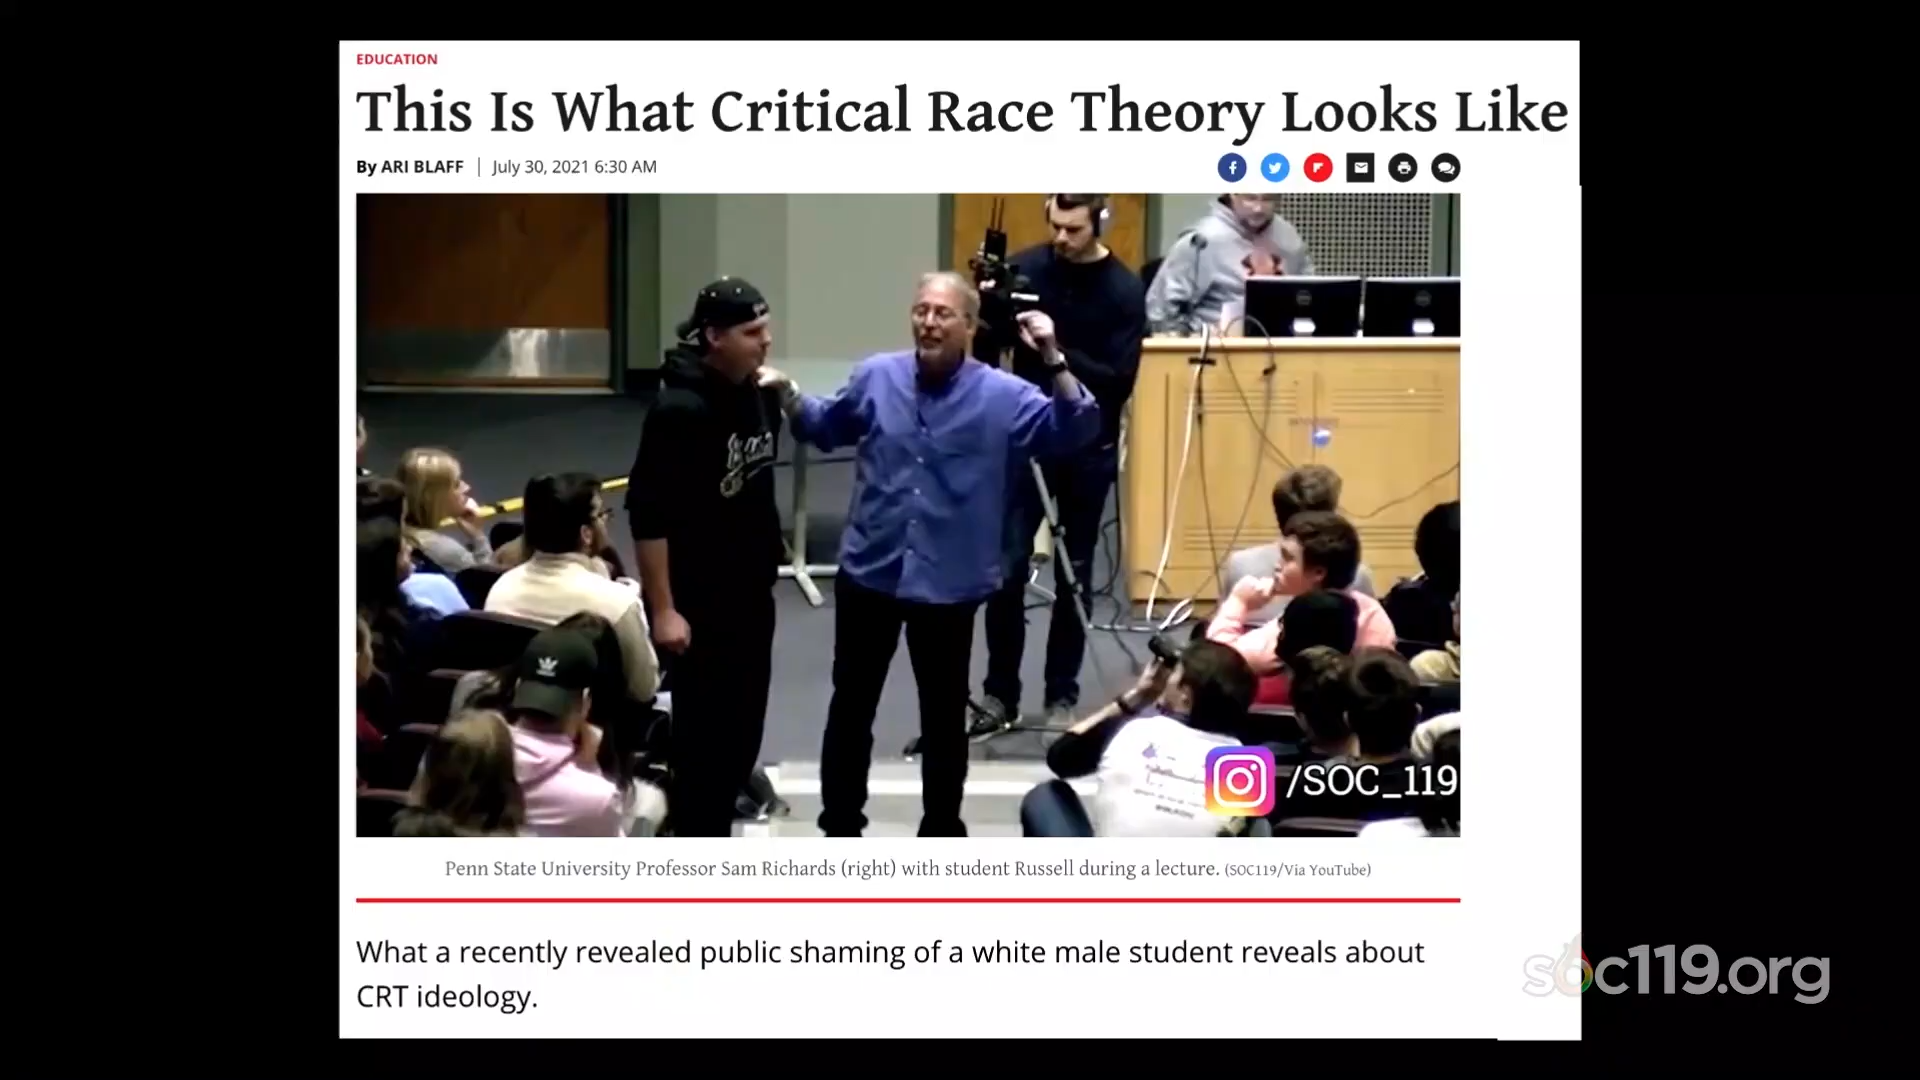 EDUCATION
This Is What Critical Race Theory Looks Like
By ARI BLAFF | July 30, 2021 6:30 AM
/SOC_119
Penn State University Professor Sam Richards (right) with student Russell during a lecture. (SOC119/Via YouTube)
What a recently revealed public shaming of a white male student reveals about
CRT ideology.
soc119.org